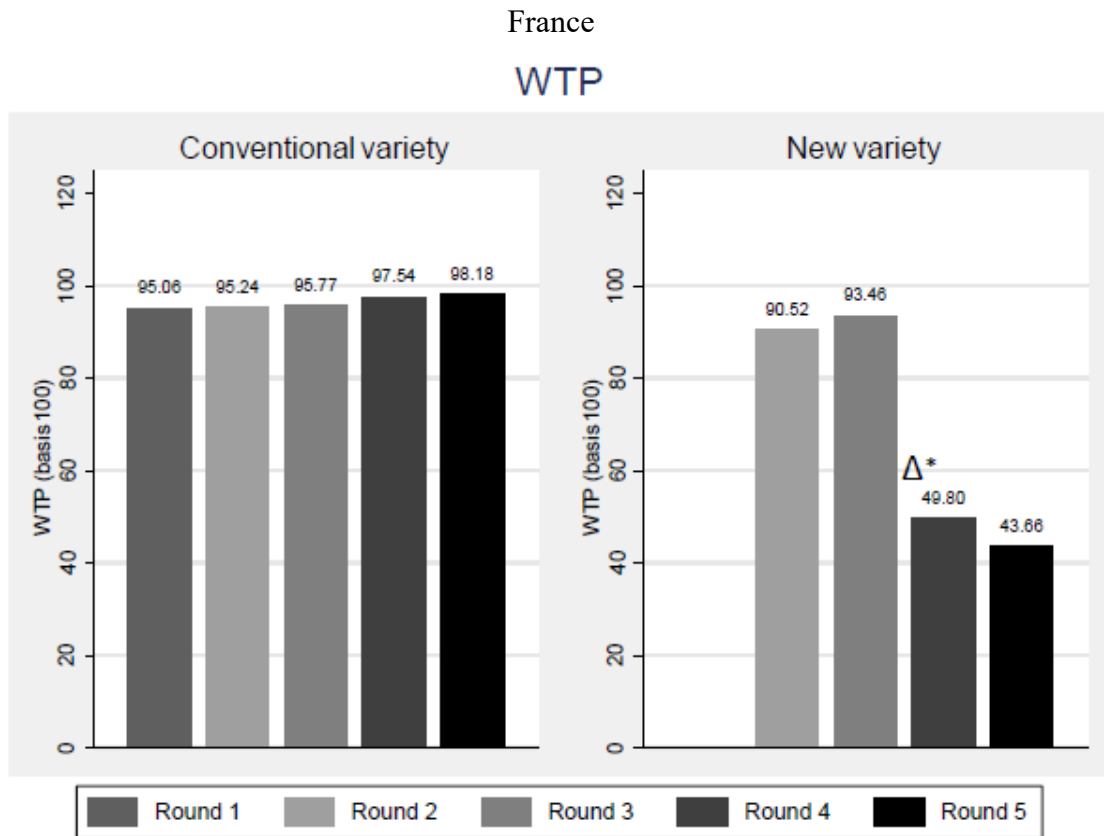 France
WTP
Conventional variety
WTP (basis 100)
120
100
80
60
40
20
0
95.06
95.24
95.77
97.54
98.18
New variety
WTP (basis 100)
120
100
80
60
40
20
0
90.52
93.46
Δ*
49.80
43.66
Round 1 Round 2 Round 3 Round 4 Round 5